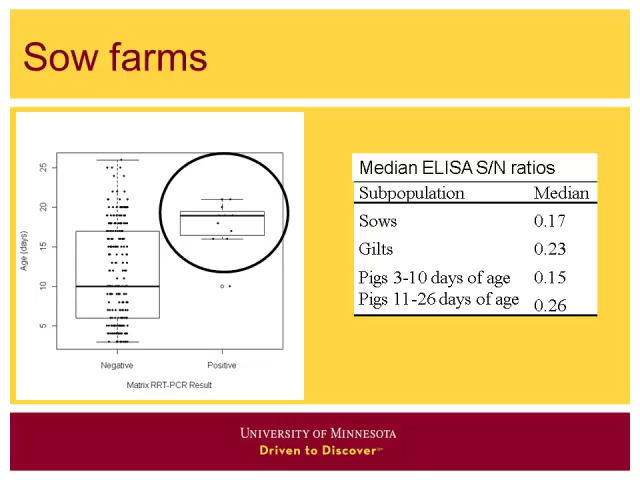 Sow farms
Age (days)
25
20
15
10
5
Negative
Positive
Matrix RRT-PCR Result
Median ELISA S/N ratios
Subpopulation Median
Sows 0.17
Gilts 0.23
Pigs 3-10 days of age 0.15
Pigs 11-26 days of age 0.26
UNIVERSITY OF MINNESOTA
Driven to Discover